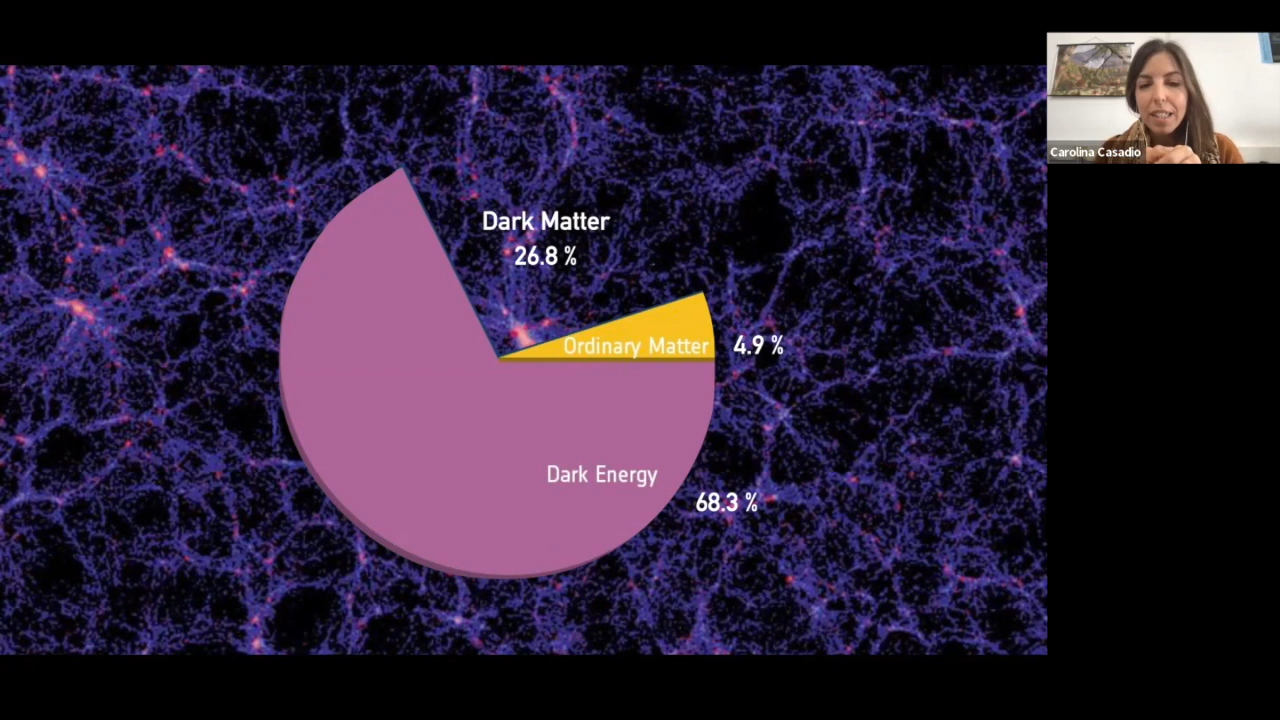 Dark Matter
26.8 %
Ordinary Matter
4.9 %
Dark Energy
68.3 %
Carolina Casadio